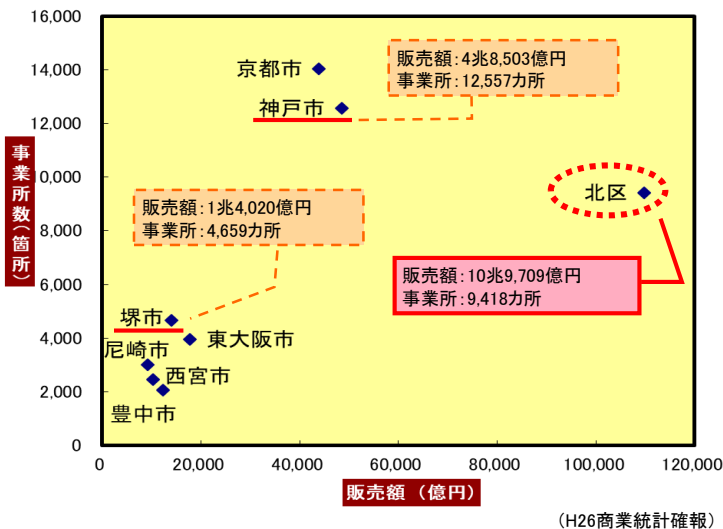 16,000
14,000
12,000
10,000
8,000
6,000
4,000
2,000
0
事業所数(箇所)
京都市
神戸市
販売額：4兆8,503億円
事業所：12,557カ所
北区
販売額：1兆4,020億円
事業所：4,659カ所
販売額：10兆9,709億円
事業所：9,418カ所
堺市
東大阪市
尼崎市
西宮市
豊中市
0
20,000
40,000
60,000
80,000
100,000
120,000
販売額（億円）
（H26商業統計確報）